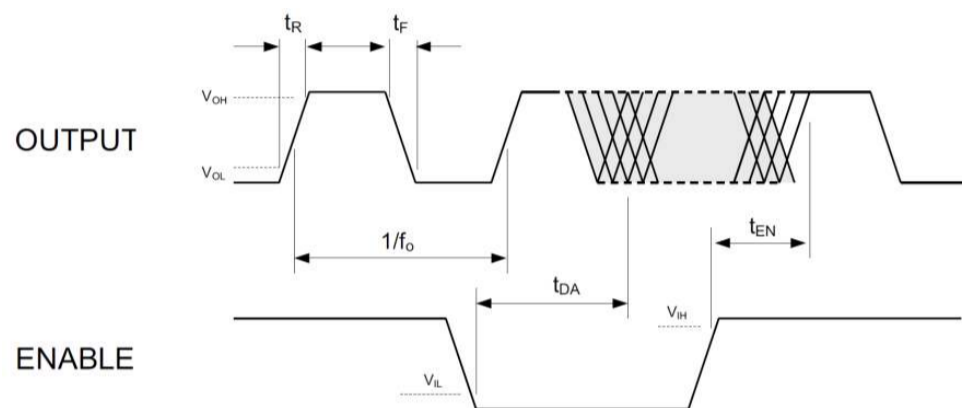 tR
tF
VOH
OUTPUT
VOL
1/fo
tEN
tDA
VIH
ENABLE
VIL